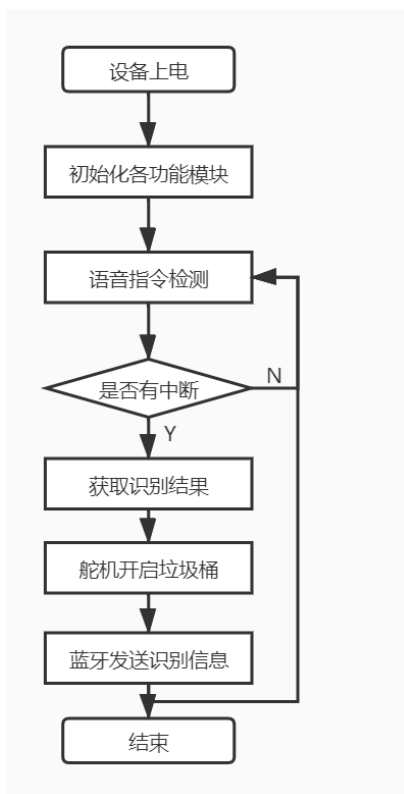 设备上电
初始化各功能模块
语音指令检测
是否有中断
N
Y
获取识别结果
舵机开启垃圾桶
蓝牙发送识别信息
结束